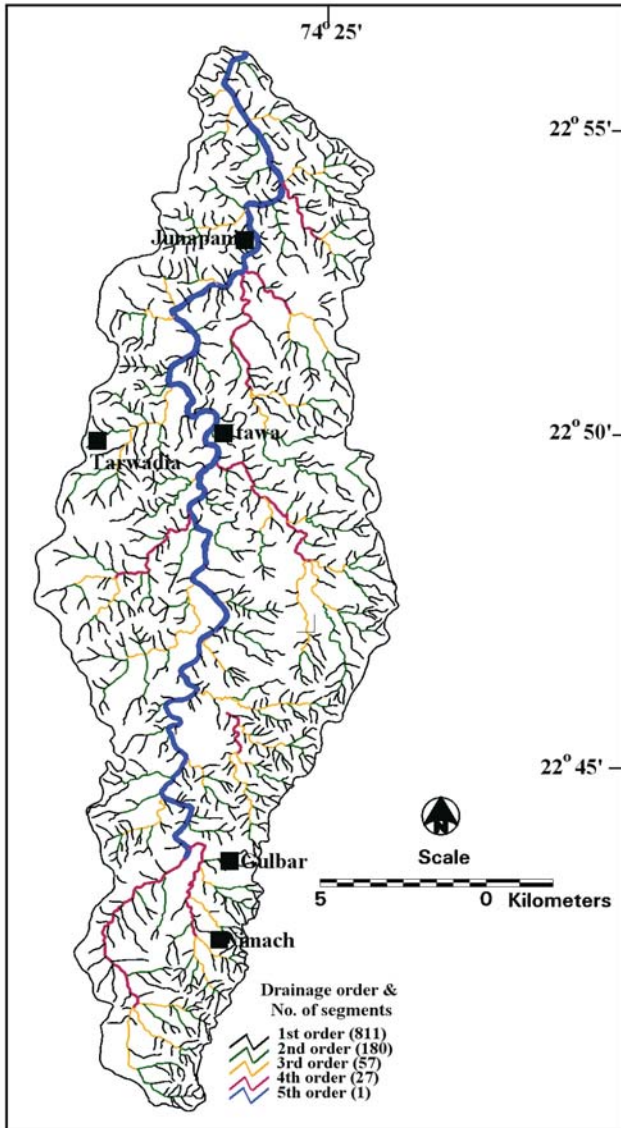 74° 25'
22° 55'
Junapani
22° 50'
Tarwadia
22° 45'
N
Scale
5 0 Kilometers
Gulbar
Drainage order &
No. of segments
1st order (811)
2nd order (180)
3rd order (57)
4th order (27)
5th order (1)